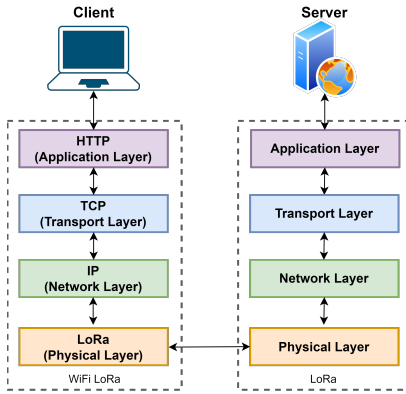 Client
Server
HTTP
(Application Layer)
Application Layer
TCP
(Transport Layer)
Transport Layer
IP
(Network Layer)
Network Layer
LoRa
(Physical Layer)
Physical Layer
WiFi LoRa
LoRa